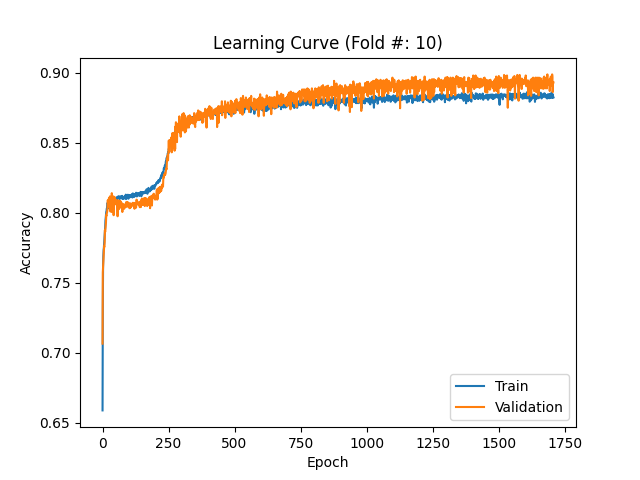 Learning Curve (Fold #: 10)
0.90
0.85
0.80
0.75
0.70
0.65
Accuracy
Train
Validation
0 250 500 750 1000 1250 1500 1750
Epoch